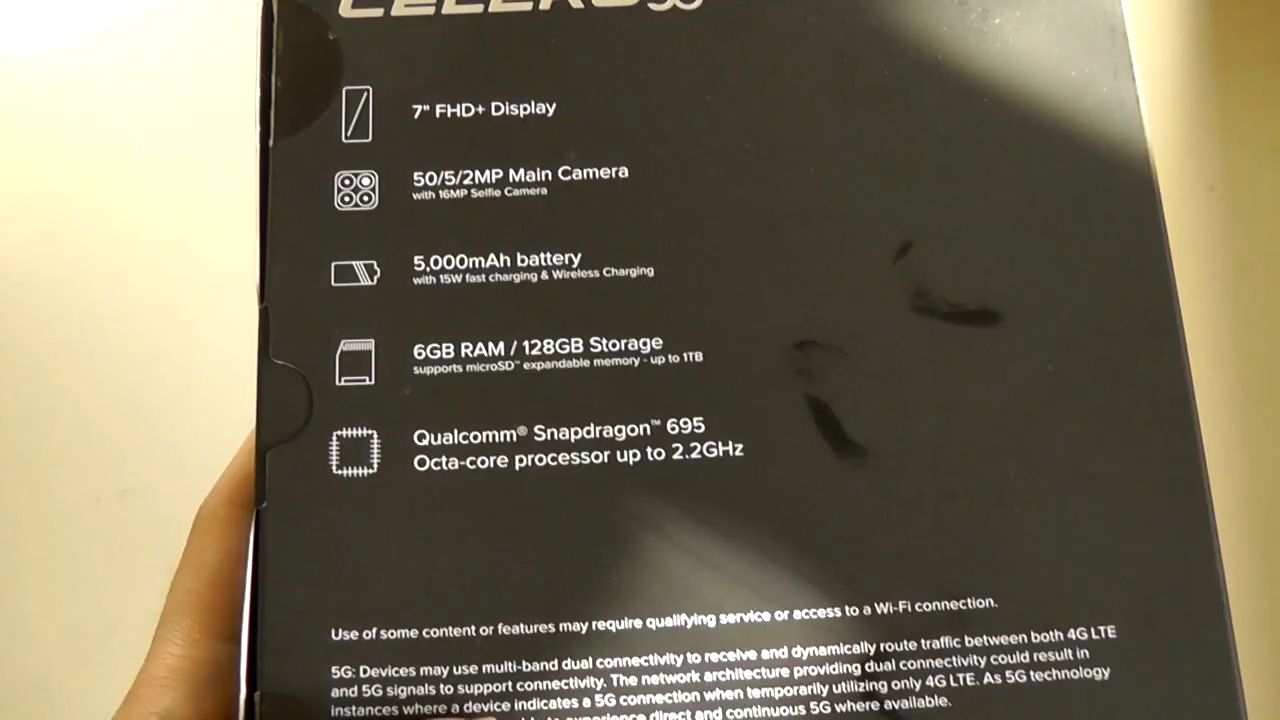 CELERO 5G
7" FHD+ Display
50/5/2MP Main Camera
with 16MP Selfie Camera
5,000mAh battery
with 15W fast charging & Wireless Charging
6GB RAM / 128GB Storage
supports microSD™ expandable memory - up to 1TB
Qualcomm® Snapdragon™ 695
Octa-core processor up to 2.2GHz
Use of some content or features may require qualifying service or access to a Wi-Fi connection.
5G: Devices may use multi-band dual connectivity to receive and dynamically route traffic between both 4G LTE
and 5G signals to support connectivity. The network architecture providing dual connectivity could result in
instances where a device indicates a 5G connection when temporarily utilizing only 4G LTE. As 5G technology
to experience direct and continuous 5G where available.